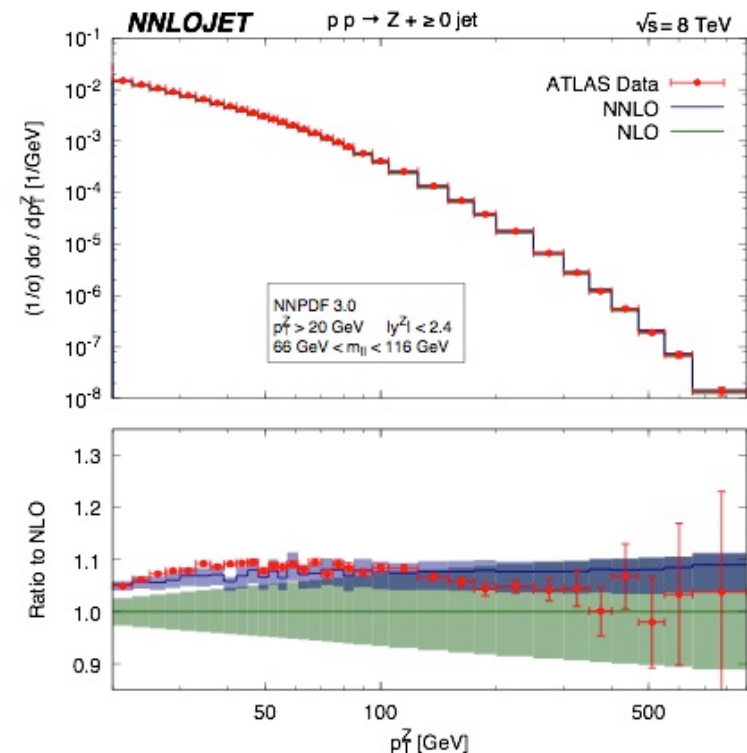 NNLOJET p p → Z + ≥ 0 jet √s = 8 TeV
10^-1
10^-2
10^-3
10^-4
10^-5
10^-6
10^-7
10^-8
(1/σ) dσ / dp_T^Z [1/GeV]
ATLAS Data
NNLO
NLO
NNPDF 3.0
p_T^Z > 20 GeV |y^Z| < 2.4
66 GeV < m_ll < 116 GeV
1.3
1.2
1.1
1.0
0.9
Ratio to NLO
50 100 500
p_T^Z [GeV]